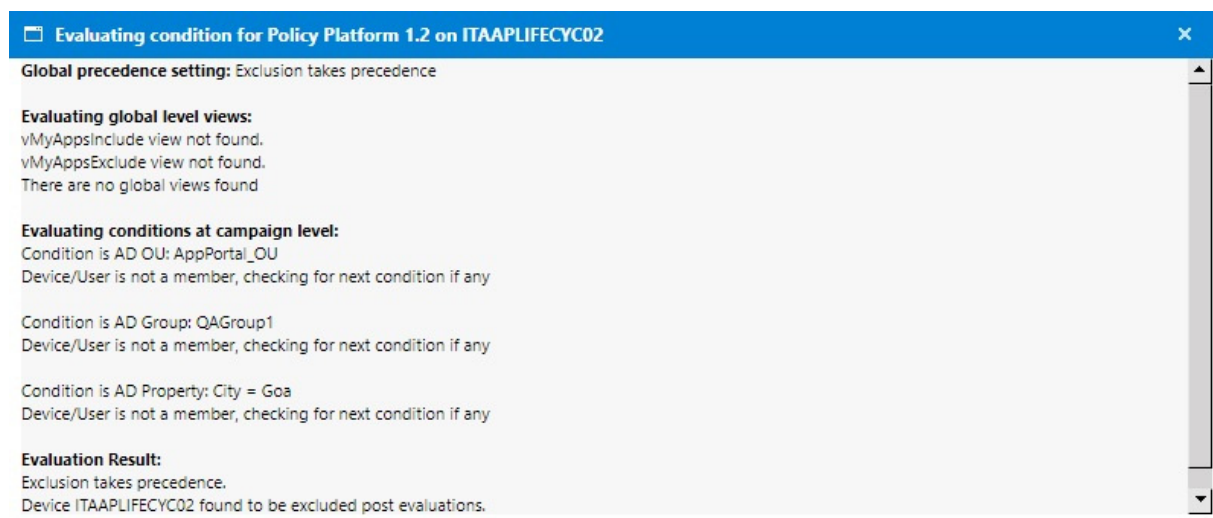 Evaluating condition for Policy Platform 1.2 on ITAAPLIFECYC02
Global precedence setting: Exclusion takes precedence
Evaluating global level views:
vMyAppsInclude view not found.
vMyAppsExclude view not found.
There are no global views found
Evaluating conditions at campaign level:
Condition is AD OU: AppPortal_OU
Device/User is not a member, checking for next condition if any
Condition is AD Group: QAGroup1
Device/User is not a member, checking for next condition if any
Condition is AD Property: City = Goa
Device/User is not a member, checking for next condition if any
Evaluation Result:
Exclusion takes precedence.
Device ITAAPLIFECYC02 found to be excluded post evaluations.